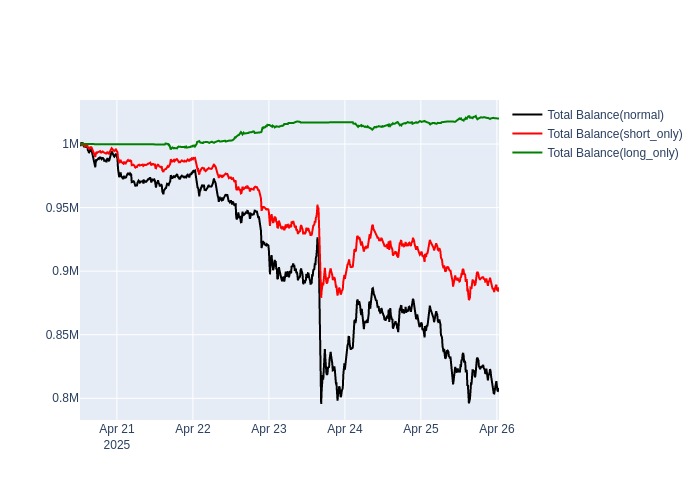 Total Balance(normal)
Total Balance(short_only)
Total Balance(long_only)
1M
0.95M
0.9M
0.85M
0.8M
Apr 21
2025
Apr 22
Apr 23
Apr 24
Apr 25
Apr 26